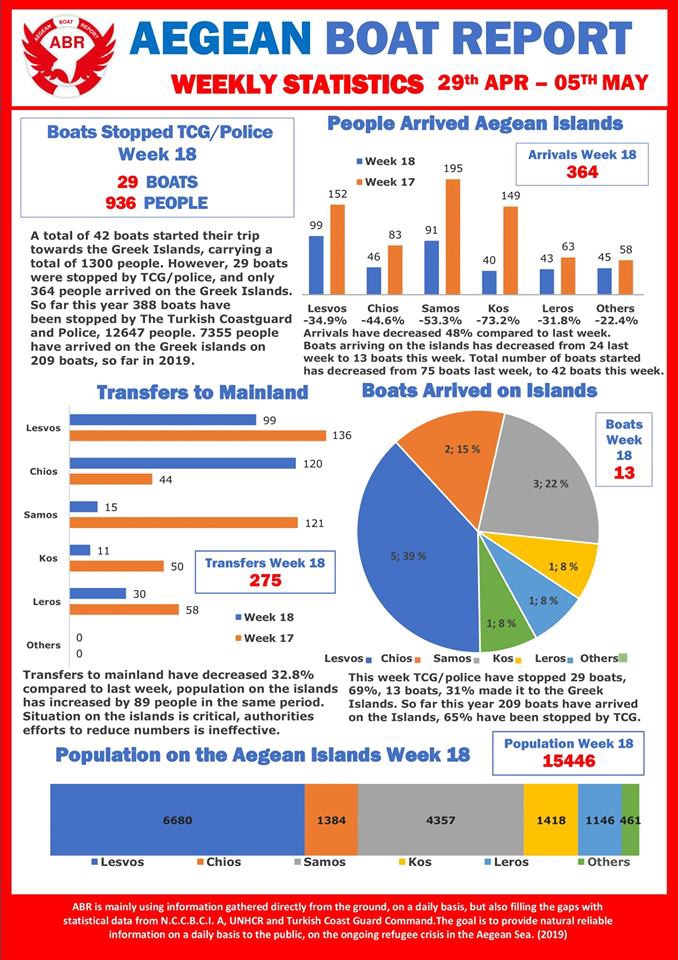 AEGEAN BOAT REPORT
ABR
AEGEAN BOAT REPORT
WEEKLY STATISTICS 29th APR – 05TH MAY
Boats Stopped TCG/Police
Week 18
29 BOATS
936 PEOPLE
A total of 42 boats started their trip
towards the Greek Islands, carrying a
total of 1300 people. However, 29 boats
were stopped by TCG/police, and only
364 people arrived on the Greek Islands.
So far this year 388 boats have
been stopped by The Turkish Coastguard
and Police, 12647 people. 7355 people
have arrived on the Greek islands on
209 boats, so far in 2019.
People Arrived Aegean Islands
Week 18
Week 17
Arrivals Week 18
364
99 152 46 83 91 195 40 149 43 63 45 58
Lesvos Chios Samos Kos Leros Others
-34.9% -44.6% -53.3% -73.2% -31.8% -22.4%
Arrivals have decreased 48% compared to last week.
Boats arriving on the islands has decreased from 24 last
week to 13 boats this week. Total number of boats started
has decreased from 75 boats last week, to 42 boats this week.
Transfers to Mainland
Lesvos 99
136
Chios 120
44
Samos 15
121
Kos 11
50
Leros 30
58
Others 0
0
Transfers Week 18
275
Week 18
Week 17
Transfers to mainland have decreased 32.8%
compared to last week, population on the islands
has increased by 89 people in the same period.
Situation on the islands is critical, authorities
efforts to reduce numbers is ineffective.
Boats Arrived on Islands
Boats
Week
18
13
2; 15 %
3; 22 %
5; 39 %
1; 8 %
1; 8 %
1; 8 %
Lesvos Chios Samos Kos Leros Others
This week TCG/police have stopped 29 boats,
69%, 13 boats, 31% made it to the Greek
Islands. So far this year 209 boats have arrived
on the Islands, 65% have been stopped by TCG.
Population on the Aegean Islands Week 18
Population Week 18
15446
6680 1384 4357 1418 1146 461
Lesvos Chios Samos Kos Leros Others
ABR is mainly using information gathered directly from the ground, on a daily basis, but also filling the gaps with
statistical data from N.C.C.B.C.I. A, UNHCR and Turkish Coast Guard Command.The goal is to provide natural reliable
information on a daily basis to the public, on the ongoing refugee crisis in the Aegean Sea. (2019)